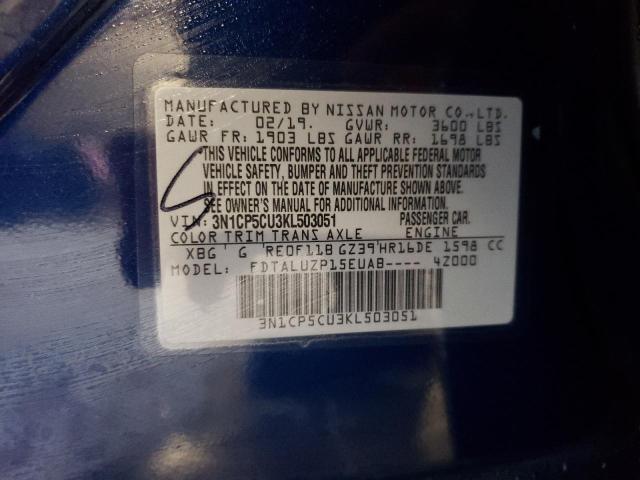 MANUFACTURED BY NISSAN MOTOR CO.,LTD.
DATE: 02/19. GVWR: 3600 LBS
GAWR FR: 1903 LBS GAWR RR: 1698 LBS
THIS VEHICLE CONFORMS TO ALL APPLICABLE FEDERAL MOTOR
VEHICLE SAFETY, BUMPER AND THEFT PREVENTION STANDARDS
IN EFFECT ON THE DATE OF MANUFACTURE SHOWN ABOVE.
SEE OWNER'S MANUAL FOR ADDITIONAL INFORMATION.
VIN: 3N1CP5CU3KL503051 PASSENGER CAR.
COLOR TRIM TRANS AXLE ENGINE
XBG G RE0F11B GZ39 HR16DE 1598 CC
MODEL: FDTALUZP15EUAB---- 4Z000
3N1CP5CU3KL503051